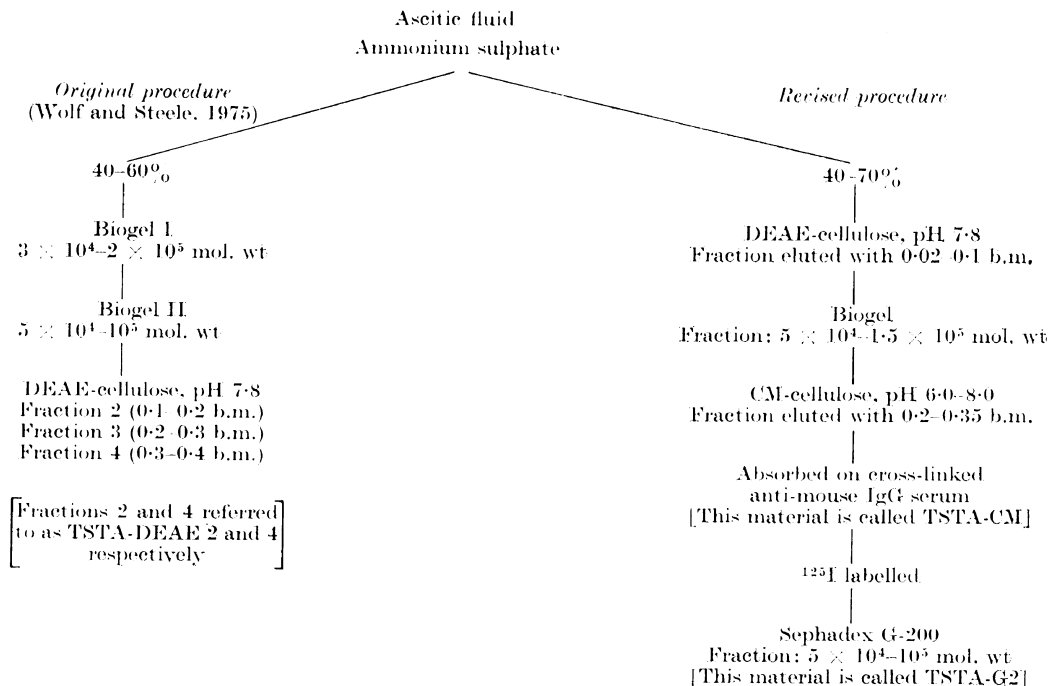 Ascitic fluid
Ammonium sulphate
Original procedure
(Wolf and Steele, 1975)
40–60%
Biogel I
3 × 10⁴–2 × 10⁵ mol. wt
Biogel II
5 × 10⁴–10⁵ mol. wt
DEAE-cellulose, pH 7·8
Fraction 2 (0·1–0·2 b.m.)
Fraction 3 (0·2–0·3 b.m.)
Fraction 4 (0·3–0·4 b.m.)
[Fractions 2 and 4 referred
to as TSTA-DEAE 2 and 4
respectively]
Revised procedure
40–70%
DEAE-cellulose, pH 7·8
Fraction eluted with 0·02–0·1 b.m.
Biogel
Fraction: 5 × 10⁴–1·5 × 10⁵ mol. wt
CM-cellulose, pH 6·0–8·0
Fraction eluted with 0·2–0·35 b.m.
Absorbed on cross-linked
anti-mouse IgG serum
[This material is called TSTA-CM]
¹²⁵I labelled
Sephadex G-200
Fraction: 5 × 10⁴–10⁵ mol. wt
[This material is called TSTA-G2]